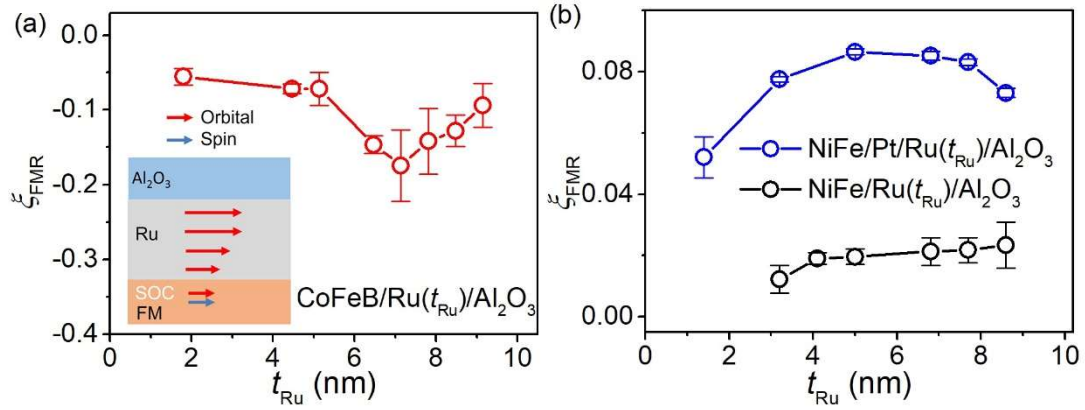 (a)
0.0
-0.1
-0.2
-0.3
-0.4
ξFMR
Orbital
Spin
Al2O3
Ru
SOC
FM
CoFeB/Ru(tRu)/Al2O3
0 2 4 6 8 10
tRu (nm)
(b)
0.08
0.04
0.00
ξFMR
NiFe/Pt/Ru(tRu)/Al2O3
NiFe/Ru(tRu)/Al2O3
0 2 4 6 8 10
tRu (nm)